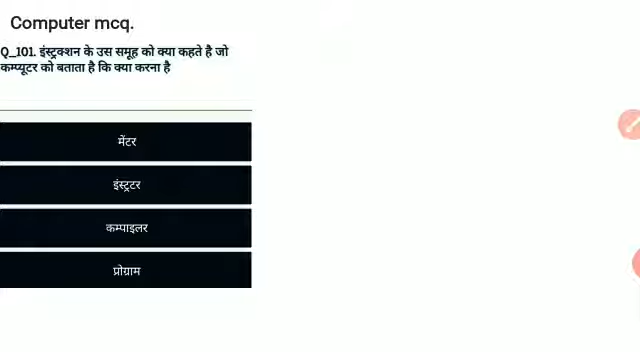 Computer mcq.
Q_101. इंस्ट्रक्शन के उस समूह को क्या कहते है जो
कम्प्यूटर को बताता है कि क्या करना है
मेंटर
इंस्ट्रटर
कम्पाइलर
प्रोग्राम